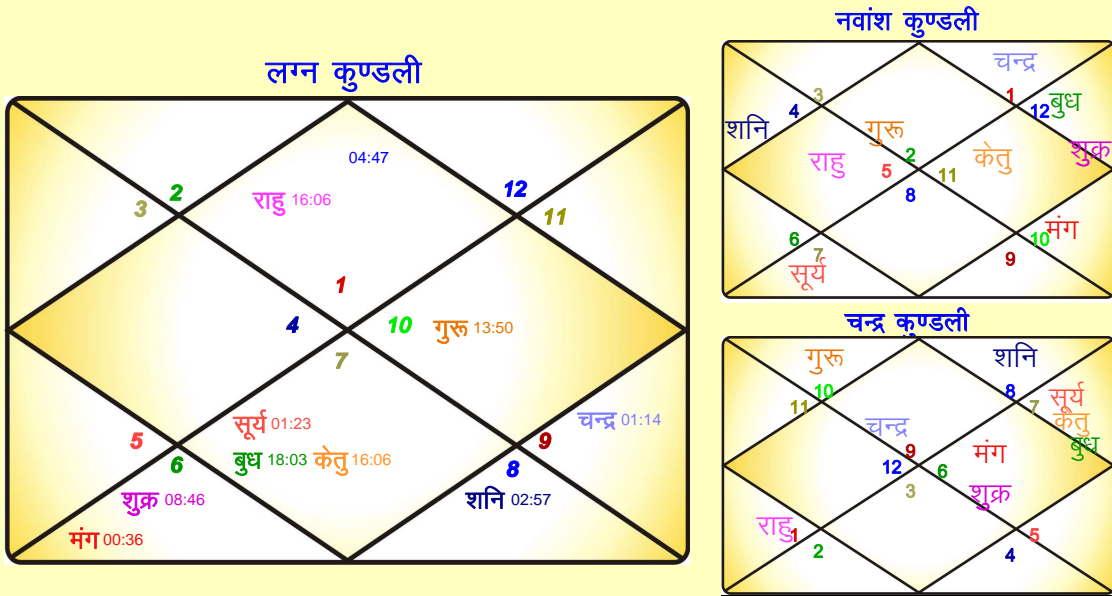 लग्न कुण्डली
04:47
राहु 16:06
2
12
3
11
1
4
10
गुरू 13:50
7
सूर्य 01:23
चन्द्र 01:14
5
9
6
बुध 18:03 केतु 16:06
8
शुक्र 08:46
शनि 02:57
मंग 00:36
नवांश कुण्डली
चन्द्र
3
1
4
12
बुध
शनि
गुरू
शुक्र
राहु
2
केतु
5
11
8
6
7
10
मंग
9
सूर्य
चन्द्र कुण्डली
गुरू
शनि
10
8
11
7
सूर्य
केतु
चन्द्र
बुध
9
मंग
12
6
3
शुक्र
राहु
1
5
2
4